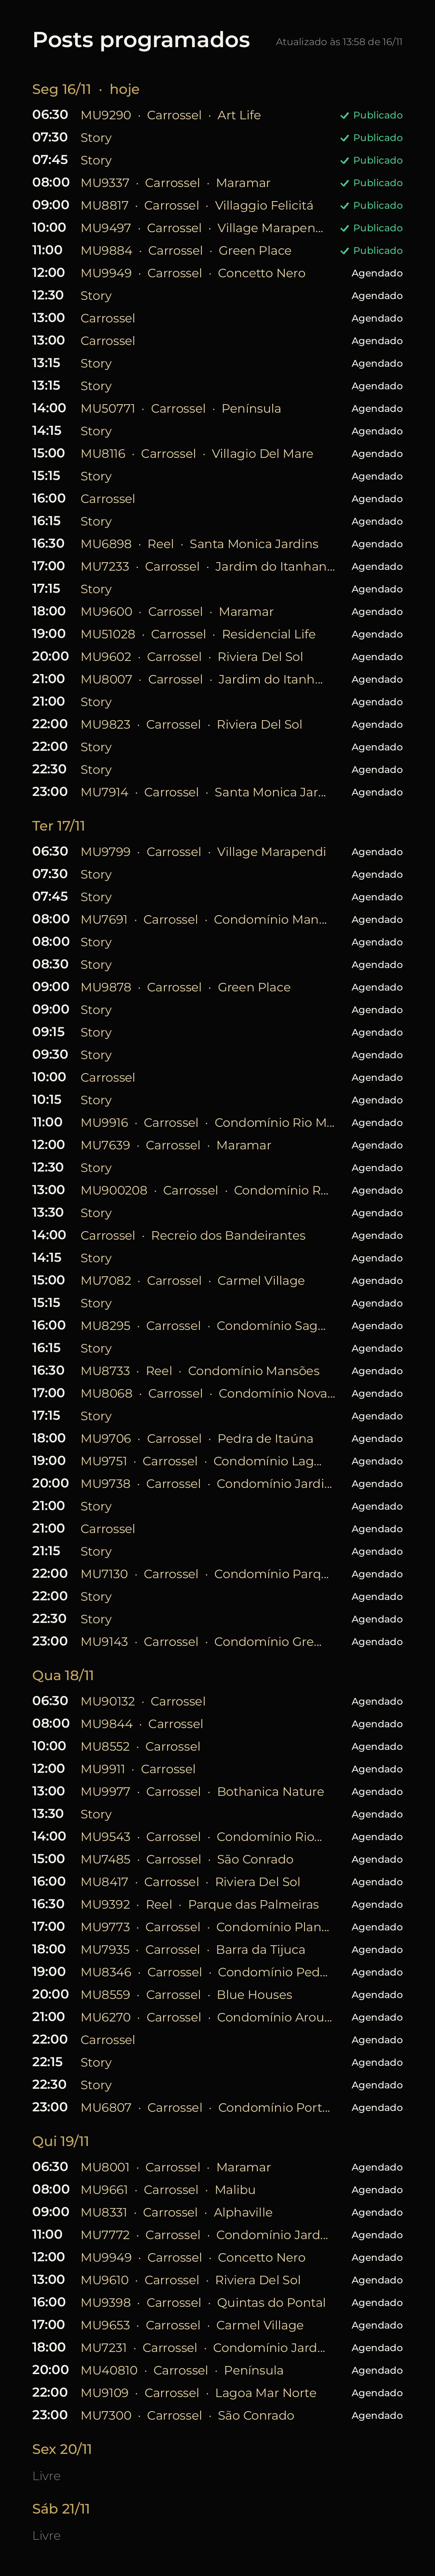 Posts programados
Atualizado às 13:58 de 16/11
Seg 16/11 · hoje
06:30 MU9290 · Carrossel · Art Life ✓ Publicado
07:30 Story ✓ Publicado
07:45 Story ✓ Publicado
08:00 MU9337 · Carrossel · Maramar ✓ Publicado
09:00 MU8817 · Carrossel · Villaggio Felicitá ✓ Publicado
10:00 MU9497 · Carrossel · Village Marapen... ✓ Publicado
11:00 MU9884 · Carrossel · Green Place ✓ Publicado
12:00 MU9949 · Carrossel · Concetto Nero Agendado
12:30 Story Agendado
13:00 Carrossel Agendado
13:00 Carrossel Agendado
13:15 Story Agendado
13:15 Story Agendado
14:00 MU50771 · Carrossel · Península Agendado
14:15 Story Agendado
15:00 MU8116 · Carrossel · Villagio Del Mare Agendado
15:15 Story Agendado
16:00 Carrossel Agendado
16:15 Story Agendado
16:30 MU6898 · Reel · Santa Monica Jardins Agendado
17:00 MU7233 · Carrossel · Jardim do Itanhan... Agendado
17:15 Story Agendado
18:00 MU9600 · Carrossel · Maramar Agendado
19:00 MU51028 · Carrossel · Residencial Life Agendado
20:00 MU9602 · Carrossel · Riviera Del Sol Agendado
21:00 MU8007 · Carrossel · Jardim do Itanh... Agendado
21:00 Story Agendado
22:00 MU9823 · Carrossel · Riviera Del Sol Agendado
22:00 Story Agendado
22:30 Story Agendado
23:00 MU7914 · Carrossel · Santa Monica Jar... Agendado
Ter 17/11
06:30 MU9799 · Carrossel · Village Marapendi Agendado
07:30 Story Agendado
07:45 Story Agendado
08:00 MU7691 · Carrossel · Condomínio Man... Agendado
08:00 Story Agendado
08:30 Story Agendado
09:00 MU9878 · Carrossel · Green Place Agendado
09:00 Story Agendado
09:15 Story Agendado
09:30 Story Agendado
10:00 Carrossel Agendado
10:15 Story Agendado
11:00 MU9916 · Carrossel · Condomínio Rio M... Agendado
12:00 MU7639 · Carrossel · Maramar Agendado
12:30 Story Agendado
13:00 MU900208 · Carrossel · Condomínio R... Agendado
13:30 Story Agendado
14:00 Carrossel · Recreio dos Bandeirantes Agendado
14:15 Story Agendado
15:00 MU7082 · Carrossel · Carmel Village Agendado
15:15 Story Agendado
16:00 MU8295 · Carrossel · Condomínio Sag... Agendado
16:15 Story Agendado
16:30 MU8733 · Reel · Condomínio Mansões Agendado
17:00 MU8068 · Carrossel · Condomínio Nova... Agendado
17:15 Story Agendado
18:00 MU9706 · Carrossel · Pedra de Itaúna Agendado
19:00 MU9751 · Carrossel · Condomínio Lag... Agendado
20:00 MU9738 · Carrossel · Condomínio Jardi... Agendado
21:00 Story Agendado
21:00 Carrossel Agendado
21:15 Story Agendado
22:00 MU7130 · Carrossel · Condomínio Parq... Agendado
22:00 Story Agendado
22:30 Story Agendado
23:00 MU9143 · Carrossel · Condomínio Gre... Agendado
Qua 18/11
06:30 MU90132 · Carrossel Agendado
08:00 MU9844 · Carrossel Agendado
10:00 MU8552 · Carrossel Agendado
12:00 MU9911 · Carrossel Agendado
13:00 MU9977 · Carrossel · Bothanica Nature Agendado
13:30 Story Agendado
14:00 MU9543 · Carrossel · Condomínio Rio... Agendado
15:00 MU7485 · Carrossel · São Conrado Agendado
16:00 MU8417 · Carrossel · Riviera Del Sol Agendado
16:30 MU9392 · Reel · Parque das Palmeiras Agendado
17:00 MU9773 · Carrossel · Condomínio Plan... Agendado
18:00 MU7935 · Carrossel · Barra da Tijuca Agendado
19:00 MU8346 · Carrossel · Condomínio Ped... Agendado
20:00 MU8559 · Carrossel · Blue Houses Agendado
21:00 MU6270 · Carrossel · Condomínio Arou... Agendado
22:00 Carrossel Agendado
22:15 Story Agendado
22:30 Story Agendado
23:00 MU6807 · Carrossel · Condomínio Port... Agendado
Qui 19/11
06:30 MU8001 · Carrossel · Maramar Agendado
08:00 MU9661 · Carrossel · Malibu Agendado
09:00 MU8331 · Carrossel · Alphaville Agendado
11:00 MU7772 · Carrossel · Condomínio Jard... Agendado
12:00 MU9949 · Carrossel · Concetto Nero Agendado
13:00 MU9610 · Carrossel · Riviera Del Sol Agendado
16:00 MU9398 · Carrossel · Quintas do Pontal Agendado
17:00 MU9653 · Carrossel · Carmel Village Agendado
18:00 MU7231 · Carrossel · Condomínio Jard... Agendado
20:00 MU40810 · Carrossel · Península Agendado
22:00 MU9109 · Carrossel · Lagoa Mar Norte Agendado
23:00 MU7300 · Carrossel · São Conrado Agendado
Sex 20/11
Livre
Sáb 21/11
Livre